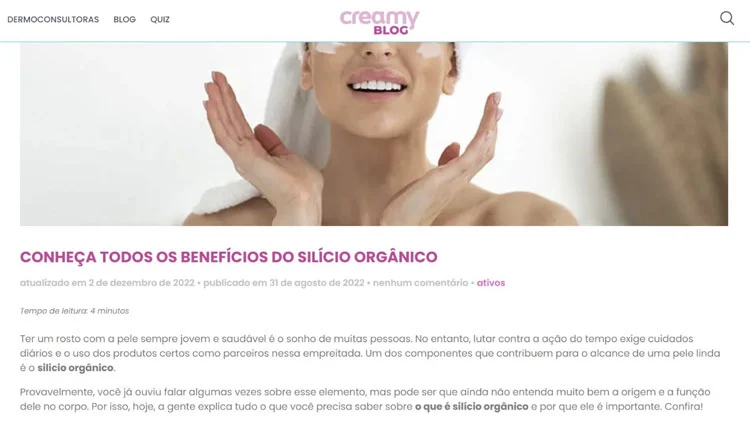 DERMOCONSULTORAS BLOG QUIZ
creamy
BLOG
CONHEÇA TODOS OS BENEFÍCIOS DO SILÍCIO ORGÂNICO
atualizado em 2 de dezembro de 2022 • publicado em 31 de agosto de 2022 • nenhum comentário • ativos
Tempo de leitura: 4 minutos
Ter um rosto com a pele sempre jovem e saudável é o sonho de muitas pessoas. No entanto, lutar contra a ação do tempo exige cuidados
diários e o uso dos produtos certos como parceiros nessa empreitada. Um dos componentes que contribuem para o alcance de uma pele linda
é o silício orgânico.
Provavelmente, você já ouviu falar algumas vezes sobre esse elemento, mas pode ser que ainda não entenda muito bem a origem e a função
dele no corpo. Por isso, hoje, a gente explica tudo o que você precisa saber sobre o que é silício orgânico e por que ele é importante. Confira!